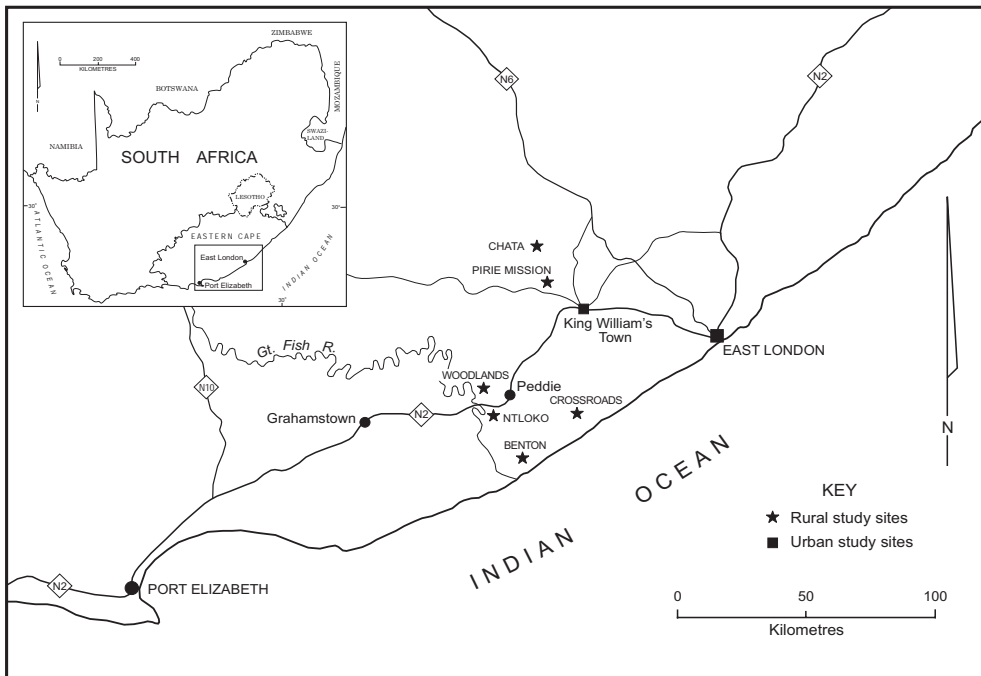 ZIMBABWE
0 200 400
KILOMETRES
BOTSWANA
MOZAMBIQUE
N
SWAZI-
LAND
NAMIBIA
SOUTH AFRICA
LESOTHO
30°
30°
ATLANTIC OCEAN
EASTERN CAPE
East London
INDIAN OCEAN
Port Elizabeth
30°
N6
N2
CHATA
PIRIE MISSION
King William's
Town
EAST LONDON
Gt. Fish R.
WOODLANDS
Peddie
N10
CROSSROADS
N2
Grahamstown
NTLOKO
BENTON
N
INDIAN OCEAN
KEY
Rural study sites
Urban study sites
N2
PORT ELIZABETH
0 50 100
Kilometres